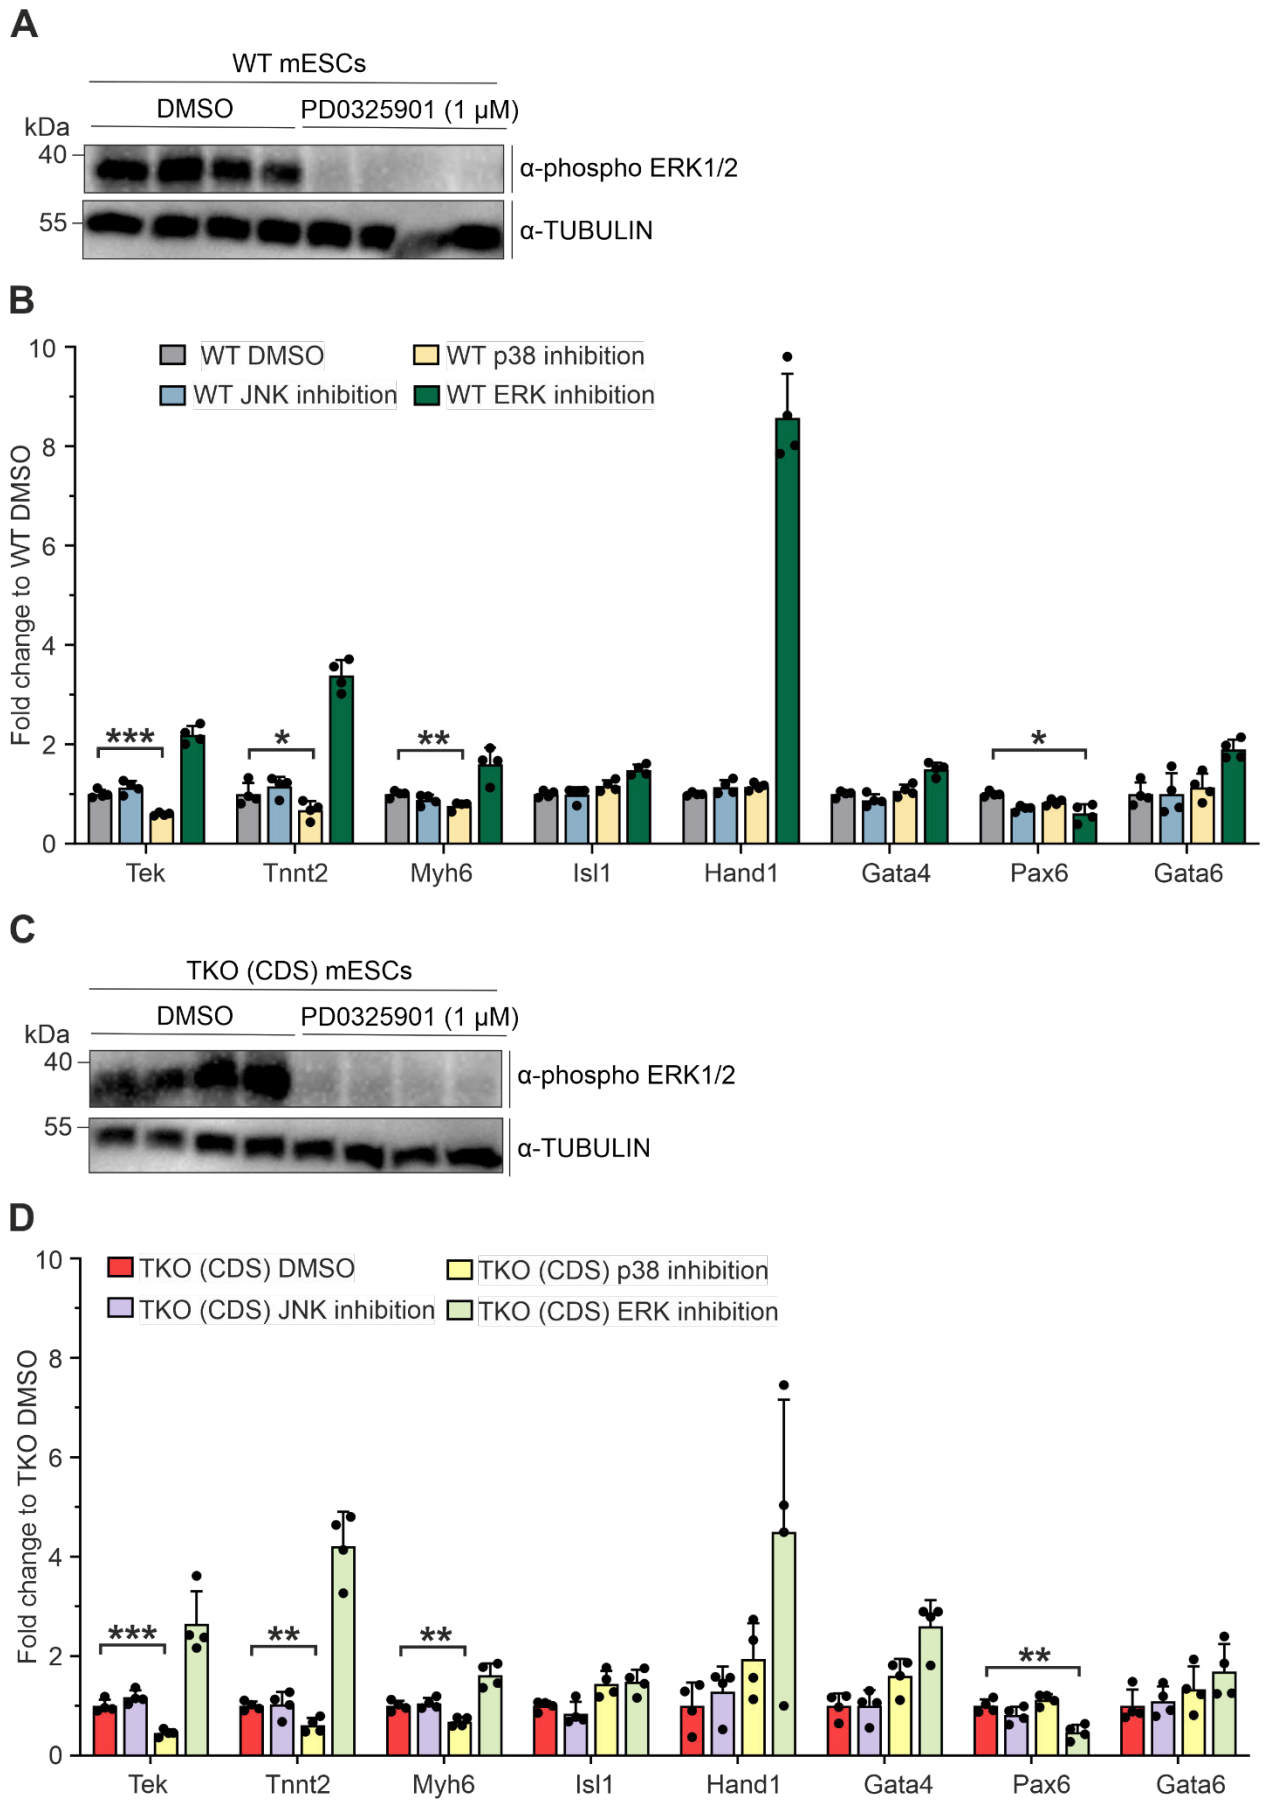 A
WT mESCs
DMSO PD0325901 (1 µM)
kDa
40 α-phospho ERK1/2
55 α-TUBULIN
B
10
8
6
4
2
0
Fold change to WT DMSO
WT DMSO WT p38 inhibition
WT JNK inhibition WT ERK inhibition
*** * ** *
Tek Tnnt2 Myh6 Isl1 Hand1 Gata4 Pax6 Gata6
C
TKO (CDS) mESCs
DMSO PD0325901 (1 µM)
kDa
40 α-phospho ERK1/2
55 α-TUBULIN
D
10
8
6
4
2
0
Fold change to TKO DMSO
TKO (CDS) DMSO TKO (CDS) p38 inhibition
TKO (CDS) JNK inhibition TKO (CDS) ERK inhibition
*** ** ** **
Tek Tnnt2 Myh6 Isl1 Hand1 Gata4 Pax6 Gata6